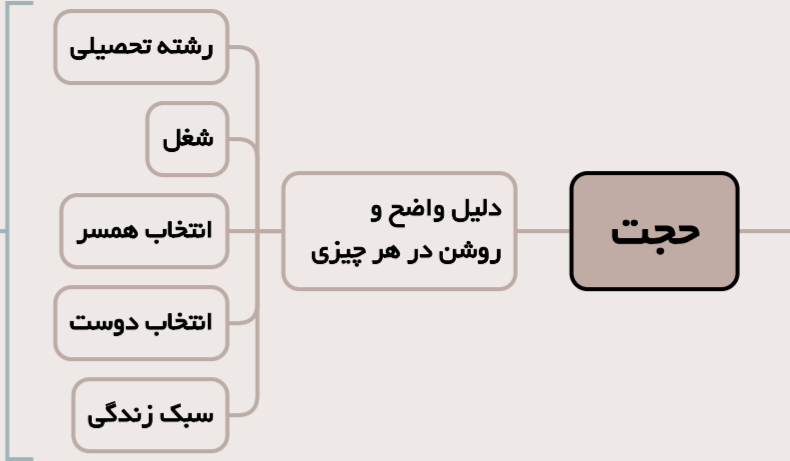 حجت
دلیل واضح و
روشن در هر چیزی
رشته تحصیلی
شغل
انتخاب همسر
انتخاب دوست
سبک زندگی